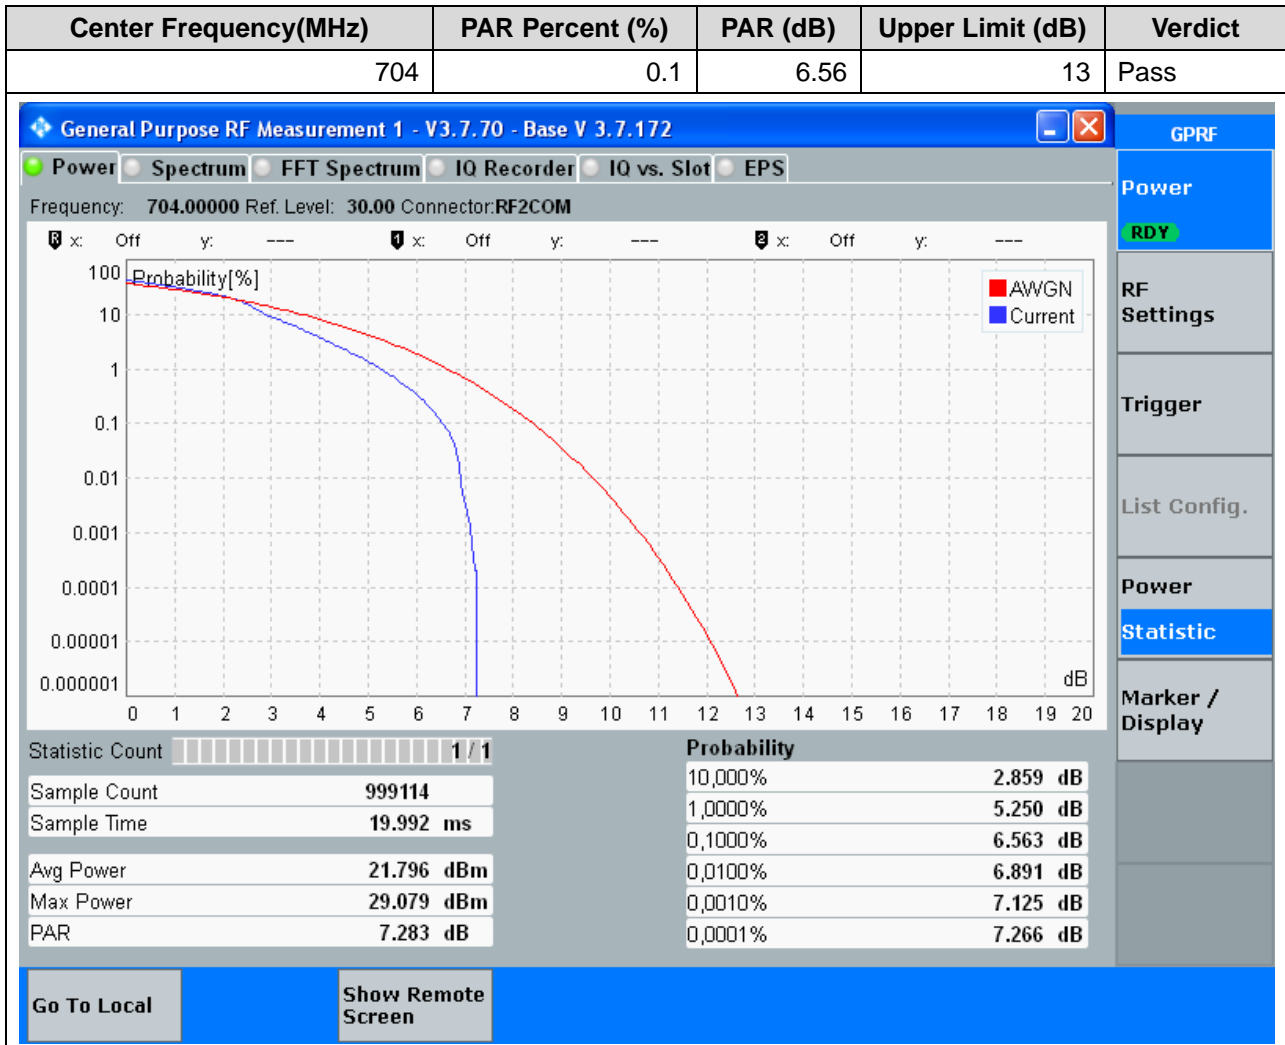 Center Frequency(MHz) PAR Percent (%) PAR (dB) Upper Limit (dB) Verdict
704 0.1 6.56 13 Pass
General Purpose RF Measurement 1 - V3.7.70 - Base V 3.7.172
GPRF
Power Spectrum FFT Spectrum IQ Recorder IQ vs. Slot EPS
Power
RDY
Frequency: 704.00000 Ref. Level: 30.00 Connector:RF2COM
R x: Off y: --- 1 x: Off y: --- 2 x: Off y: ---
Probability[%]
AWGN
Current
100
10
1
0.1
0.01
0.001
0.0001
0.00001
0.000001
dB
0 1 2 3 4 5 6 7 8 9 10 11 12 13 14 15 16 17 18 19 20
RF
Settings
Trigger
List Config.
Power
Statistic
Marker /
Display
Statistic Count 1 / 1
Sample Count 999114
Sample Time 19.992 ms
Avg Power 21.796 dBm
Max Power 29.079 dBm
PAR 7.283 dB
Probability
10,000% 2.859 dB
1,0000% 5.250 dB
0,1000% 6.563 dB
0,0100% 6.891 dB
0,0010% 7.125 dB
0,0001% 7.266 dB
Go To Local
Show Remote
Screen